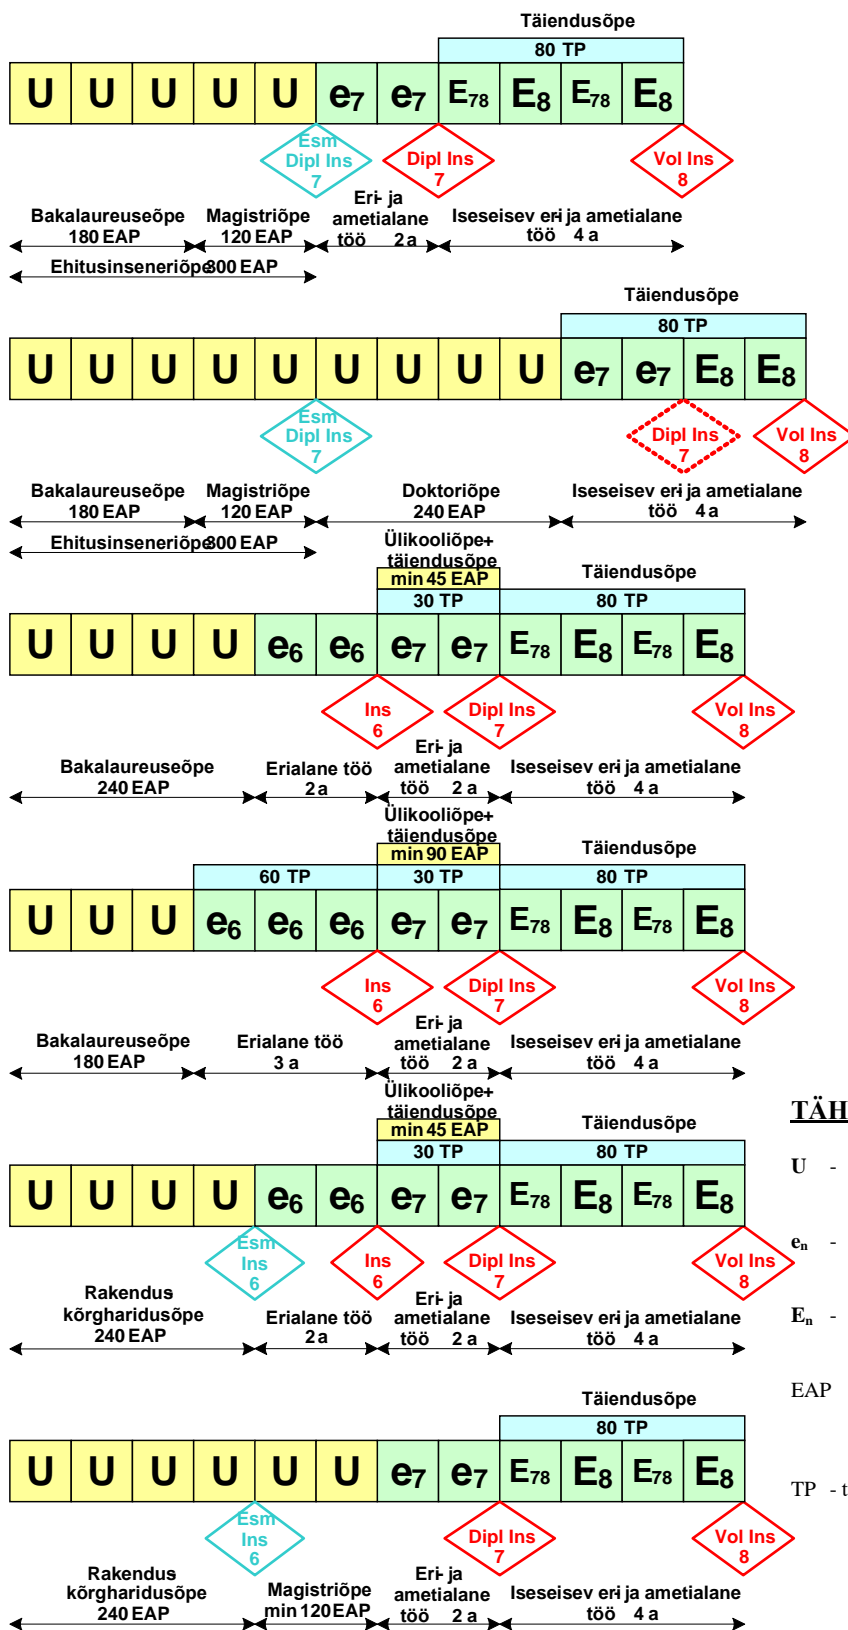 Täiendusõpe
80 TP
U U U U U e7 e7 E78 E8 E78 E8
Esm
Dipl Ins
7
Dipl Ins
7
Vol Ins
8
Bakalaureuseõpe
180 EAP
Magistriõpe
120 EAP
Eri- ja
ametialane
töö 2 a
Iseseisev eri- ja ametialane
töö 4 a
Ehitusinseneriõpe 300 EAP
Täiendusõpe
80 TP
U U U U U U U U U e7 e7 E8 E8
Esm
Dipl Ins
7
Dipl Ins
7
Vol Ins
8
Bakalaureuseõpe
180 EAP
Magistriõpe
120 EAP
Doktoriõpe
240 EAP
Iseseisev eri- ja ametialane
töö 4 a
Ehitusinseneriõpe 300 EAP
Ülikooliõpe+
täiendusõpe
min 45 EAP
30 TP
Täiendusõpe
80 TP
U U U U e6 e6 e7 e7 E78 E8 E78 E8
Ins
6
Dipl Ins
7
Vol Ins
8
Bakalaureuseõpe
240 EAP
Erialane töö
2 a
Eri- ja
ametialane
töö 2 a
Iseseisev eri- ja ametialane
töö 4 a
Ülikooliõpe+
täiendusõpe
min 90 EAP
60 TP
30 TP
Täiendusõpe
80 TP
U U U e6 e6 e6 e7 e7 E78 E8 E78 E8
Ins
6
Dipl Ins
7
Vol Ins
8
Bakalaureuseõpe
180 EAP
Erialane töö
3 a
Eri- ja
ametialane
töö 2 a
Iseseisev eri- ja ametialane
töö 4 a
Ülikooliõpe+
täiendusõpe
min 45 EAP
30 TP
Täiendusõpe
80 TP
U U U U e6 e6 e7 e7 E78 E8 E78 E8
Esm
Ins
6
Ins
6
Dipl Ins
7
Vol Ins
8
Rakendus
kõrgharidusõpe
240 EAP
Erialane töö
2 a
Eri- ja
ametialane
töö 2 a
Iseseisev eri- ja ametialane
töö 4 a
TÄH
U -
en -
En -
EAP
TP - t
Täiendusõpe
80 TP
U U U U U U e7 e7 E78 E8 E78 E8
Esm
Ins
6
Dipl Ins
7
Vol Ins
8
Rakendus
kõrgharidusõpe
240 EAP
Magistriõpe
min 120 EAP
Eri- ja
ametialane
töö 2 a
Iseseisev eri- ja ametialane
töö 4 a